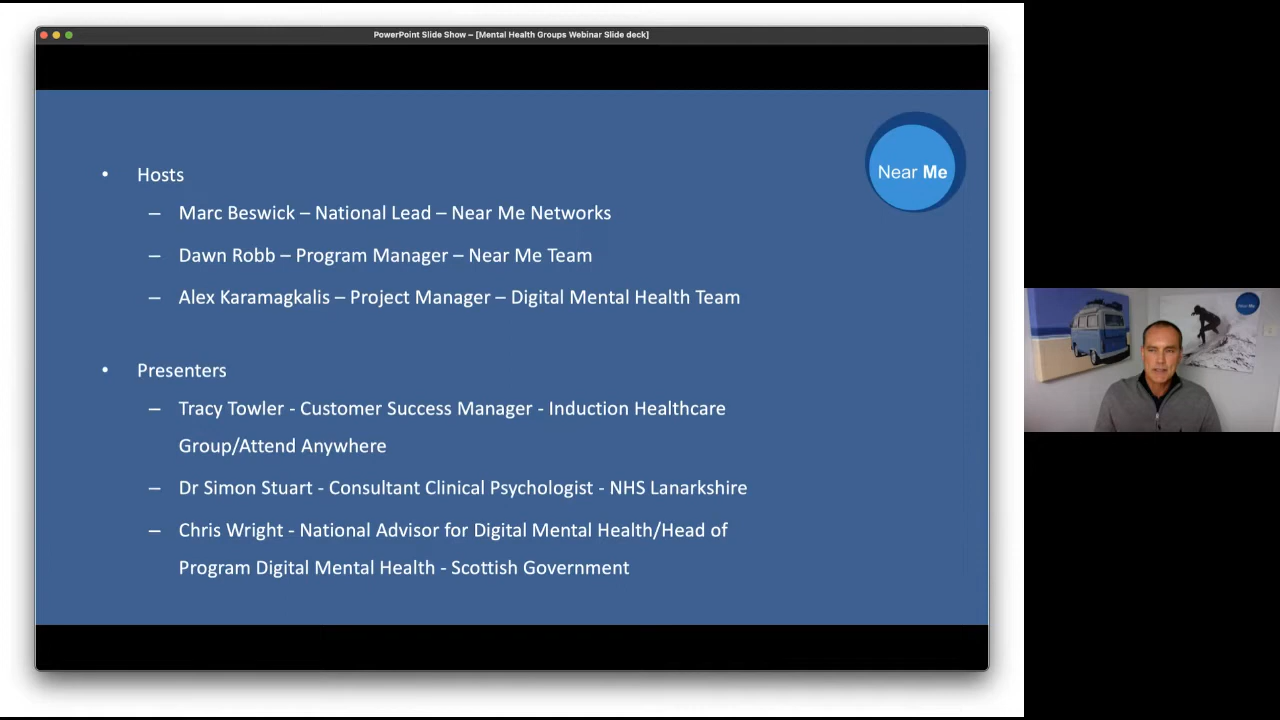 PowerPoint Slide Show – [Mental Health Groups Webinar Slide deck]
Near Me
• Hosts
– Marc Beswick – National Lead – Near Me Networks
– Dawn Robb – Program Manager – Near Me Team
– Alex Karamagkalis – Project Manager – Digital Mental Health Team
• Presenters
– Tracy Towler - Customer Success Manager - Induction Healthcare
Group/Attend Anywhere
– Dr Simon Stuart - Consultant Clinical Psychologist - NHS Lanarkshire
– Chris Wright - National Advisor for Digital Mental Health/Head of
Program Digital Mental Health - Scottish Government
Near Me